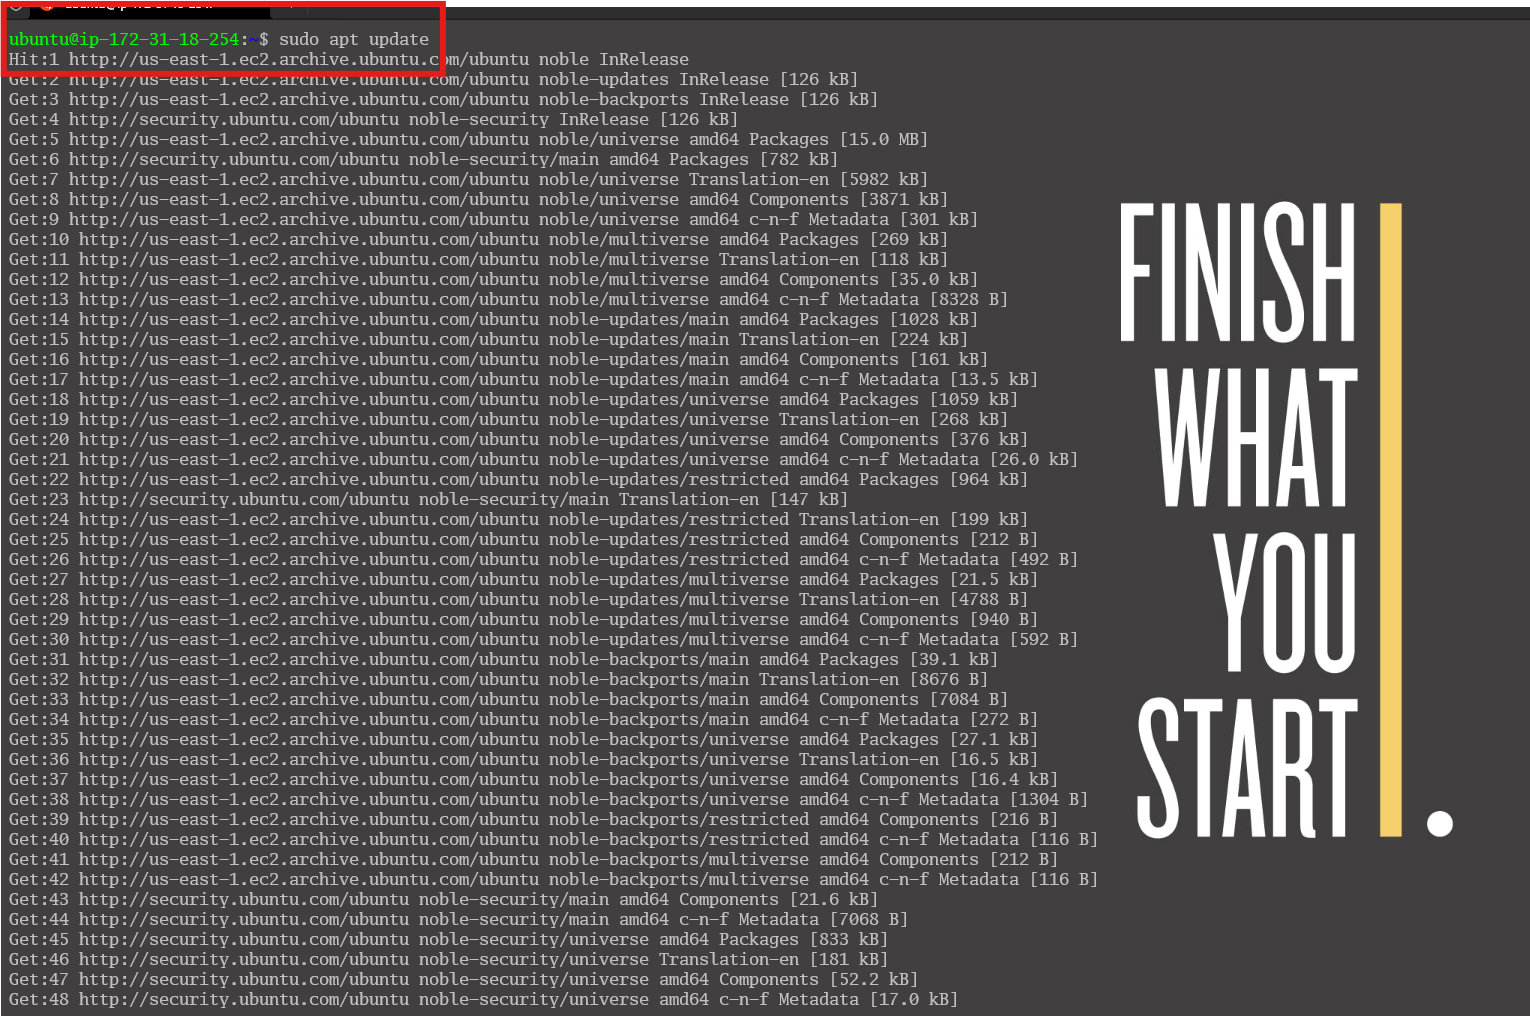 ubuntu@ip-172-31-18-254:~$ sudo apt update
Hit:1 http://us-east-1.ec2.archive.ubuntu.com/ubuntu noble InRelease
Get:2 http://us-east-1.ec2.archive.ubuntu.com/ubuntu noble-updates InRelease [126 kB]
Get:3 http://us-east-1.ec2.archive.ubuntu.com/ubuntu noble-backports InRelease [126 kB]
Get:4 http://security.ubuntu.com/ubuntu noble-security InRelease [126 kB]
Get:5 http://us-east-1.ec2.archive.ubuntu.com/ubuntu noble/universe amd64 Packages [15.0 MB]
Get:6 http://security.ubuntu.com/ubuntu noble-security/main amd64 Packages [782 kB]
Get:7 http://us-east-1.ec2.archive.ubuntu.com/ubuntu noble/universe Translation-en [5982 kB]
Get:8 http://us-east-1.ec2.archive.ubuntu.com/ubuntu noble/universe amd64 Components [3871 kB]
Get:9 http://us-east-1.ec2.archive.ubuntu.com/ubuntu noble/universe amd64 c-n-f Metadata [301 kB]
Get:10 http://us-east-1.ec2.archive.ubuntu.com/ubuntu noble/multiverse amd64 Packages [269 kB]
Get:11 http://us-east-1.ec2.archive.ubuntu.com/ubuntu noble/multiverse Translation-en [118 kB]
Get:12 http://us-east-1.ec2.archive.ubuntu.com/ubuntu noble/multiverse amd64 Components [35.0 kB]
Get:13 http://us-east-1.ec2.archive.ubuntu.com/ubuntu noble/multiverse amd64 c-n-f Metadata [8328 B]
Get:14 http://us-east-1.ec2.archive.ubuntu.com/ubuntu noble-updates/main amd64 Packages [1028 kB]
Get:15 http://us-east-1.ec2.archive.ubuntu.com/ubuntu noble-updates/main Translation-en [224 kB]
Get:16 http://us-east-1.ec2.archive.ubuntu.com/ubuntu noble-updates/main amd64 Components [161 kB]
Get:17 http://us-east-1.ec2.archive.ubuntu.com/ubuntu noble-updates/main amd64 c-n-f Metadata [13.5 kB]
Get:18 http://us-east-1.ec2.archive.ubuntu.com/ubuntu noble-updates/universe amd64 Packages [1059 kB]
Get:19 http://us-east-1.ec2.archive.ubuntu.com/ubuntu noble-updates/universe Translation-en [268 kB]
Get:20 http://us-east-1.ec2.archive.ubuntu.com/ubuntu noble-updates/universe amd64 Components [376 kB]
Get:21 http://us-east-1.ec2.archive.ubuntu.com/ubuntu noble-updates/universe amd64 c-n-f Metadata [26.0 kB]
Get:22 http://us-east-1.ec2.archive.ubuntu.com/ubuntu noble-updates/restricted amd64 Packages [964 kB]
Get:23 http://security.ubuntu.com/ubuntu noble-security/main Translation-en [147 kB]
Get:24 http://us-east-1.ec2.archive.ubuntu.com/ubuntu noble-updates/restricted Translation-en [199 kB]
Get:25 http://us-east-1.ec2.archive.ubuntu.com/ubuntu noble-updates/restricted amd64 Components [212 B]
Get:26 http://us-east-1.ec2.archive.ubuntu.com/ubuntu noble-updates/restricted amd64 c-n-f Metadata [492 B]
Get:27 http://us-east-1.ec2.archive.ubuntu.com/ubuntu noble-updates/multiverse amd64 Packages [21.5 kB]
Get:28 http://us-east-1.ec2.archive.ubuntu.com/ubuntu noble-updates/multiverse Translation-en [4788 B]
Get:29 http://us-east-1.ec2.archive.ubuntu.com/ubuntu noble-updates/multiverse amd64 Components [940 B]
Get:30 http://us-east-1.ec2.archive.ubuntu.com/ubuntu noble-updates/multiverse amd64 c-n-f Metadata [592 B]
Get:31 http://us-east-1.ec2.archive.ubuntu.com/ubuntu noble-backports/main amd64 Packages [39.1 kB]
Get:32 http://us-east-1.ec2.archive.ubuntu.com/ubuntu noble-backports/main Translation-en [8676 B]
Get:33 http://us-east-1.ec2.archive.ubuntu.com/ubuntu noble-backports/main amd64 Components [7084 B]
Get:34 http://us-east-1.ec2.archive.ubuntu.com/ubuntu noble-backports/main amd64 c-n-f Metadata [272 B]
Get:35 http://us-east-1.ec2.archive.ubuntu.com/ubuntu noble-backports/universe amd64 Packages [27.1 kB]
Get:36 http://us-east-1.ec2.archive.ubuntu.com/ubuntu noble-backports/universe Translation-en [16.5 kB]
Get:37 http://us-east-1.ec2.archive.ubuntu.com/ubuntu noble-backports/universe amd64 Components [16.4 kB]
Get:38 http://us-east-1.ec2.archive.ubuntu.com/ubuntu noble-backports/universe amd64 c-n-f Metadata [1304 B]
Get:39 http://us-east-1.ec2.archive.ubuntu.com/ubuntu noble-backports/restricted amd64 Components [216 B]
Get:40 http://us-east-1.ec2.archive.ubuntu.com/ubuntu noble-backports/restricted amd64 c-n-f Metadata [116 B]
Get:41 http://us-east-1.ec2.archive.ubuntu.com/ubuntu noble-backports/multiverse amd64 Components [212 B]
Get:42 http://us-east-1.ec2.archive.ubuntu.com/ubuntu noble-backports/multiverse amd64 c-n-f Metadata [116 B]
Get:43 http://security.ubuntu.com/ubuntu noble-security/main amd64 Components [21.6 kB]
Get:44 http://security.ubuntu.com/ubuntu noble-security/main amd64 c-n-f Metadata [7068 B]
Get:45 http://security.ubuntu.com/ubuntu noble-security/universe amd64 Packages [833 kB]
Get:46 http://security.ubuntu.com/ubuntu noble-security/universe Translation-en [181 kB]
Get:47 http://security.ubuntu.com/ubuntu noble-security/universe amd64 Components [52.2 kB]
Get:48 http://security.ubuntu.com/ubuntu noble-security/universe amd64 c-n-f Metadata [17.0 kB]
FINISH
WHAT
YOU
START.